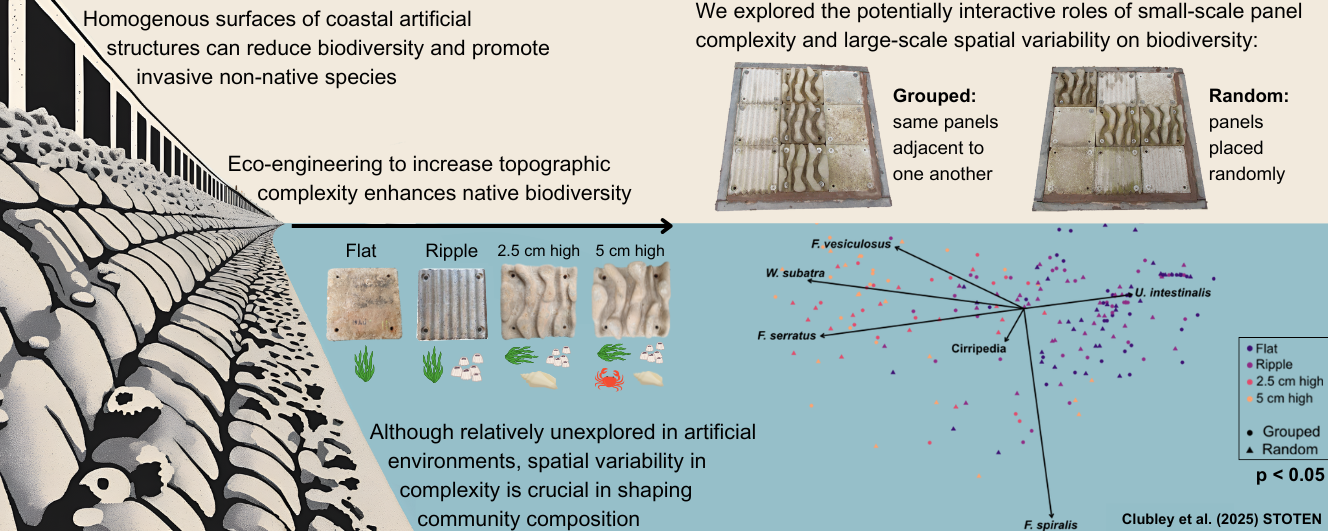 Homogenous surfaces of coastal artificial
structures can reduce biodiversity and promote
invasive non-native species
Eco-engineering to increase topographic
complexity enhances native biodiversity
Flat
Ripple
2.5 cm high
5 cm high
Although relatively unexplored in artificial
environments, spatial variability in
complexity is crucial in shaping
community composition
We explored the potentially interactive roles of small-scale panel
complexity and large-scale spatial variability on biodiversity:
Grouped:
same panels
adjacent to
one another
Random:
panels
placed
randomly
F. vesiculosus
W. subatra
U. intestinalis
F. serratus
Cirripedia
F. spiralis
Flat
Ripple
2.5 cm high
5 cm high
Grouped
Random
p < 0.05
Clubley et al. (2025) STOTEN